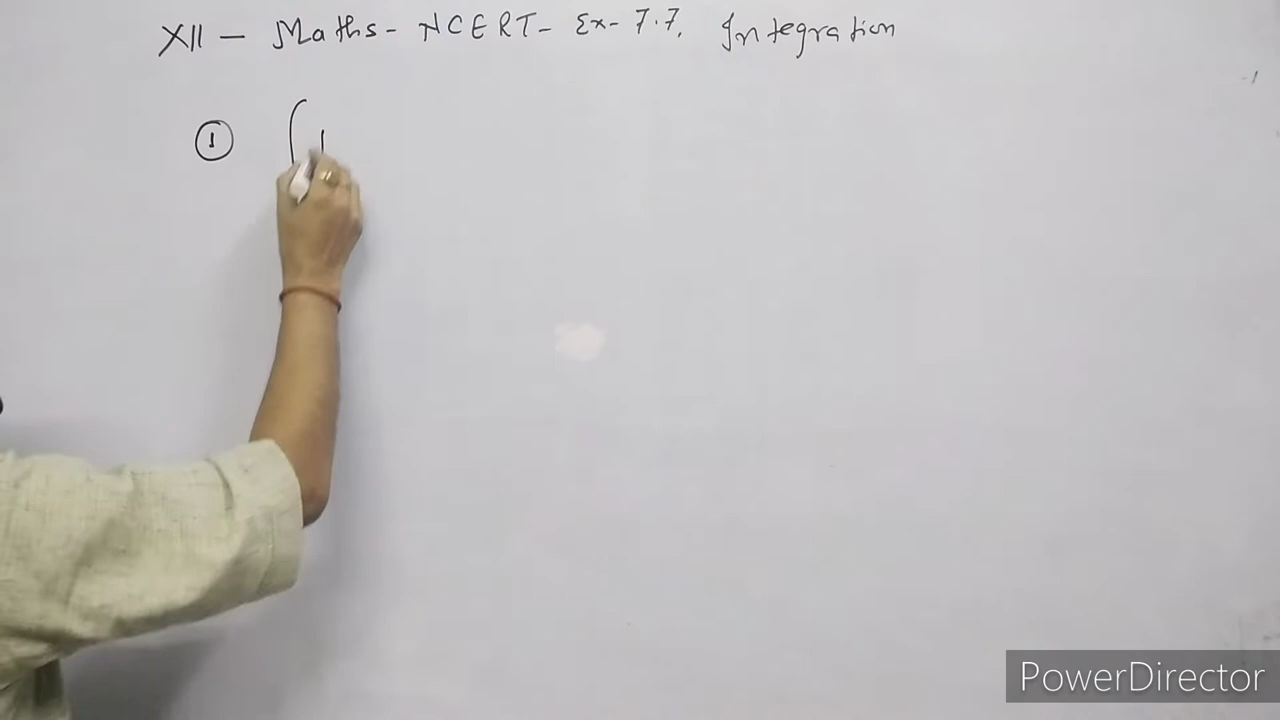 XII - Maths - NCERT - Ex- 7.7. Integration
① ∫
PowerDirector